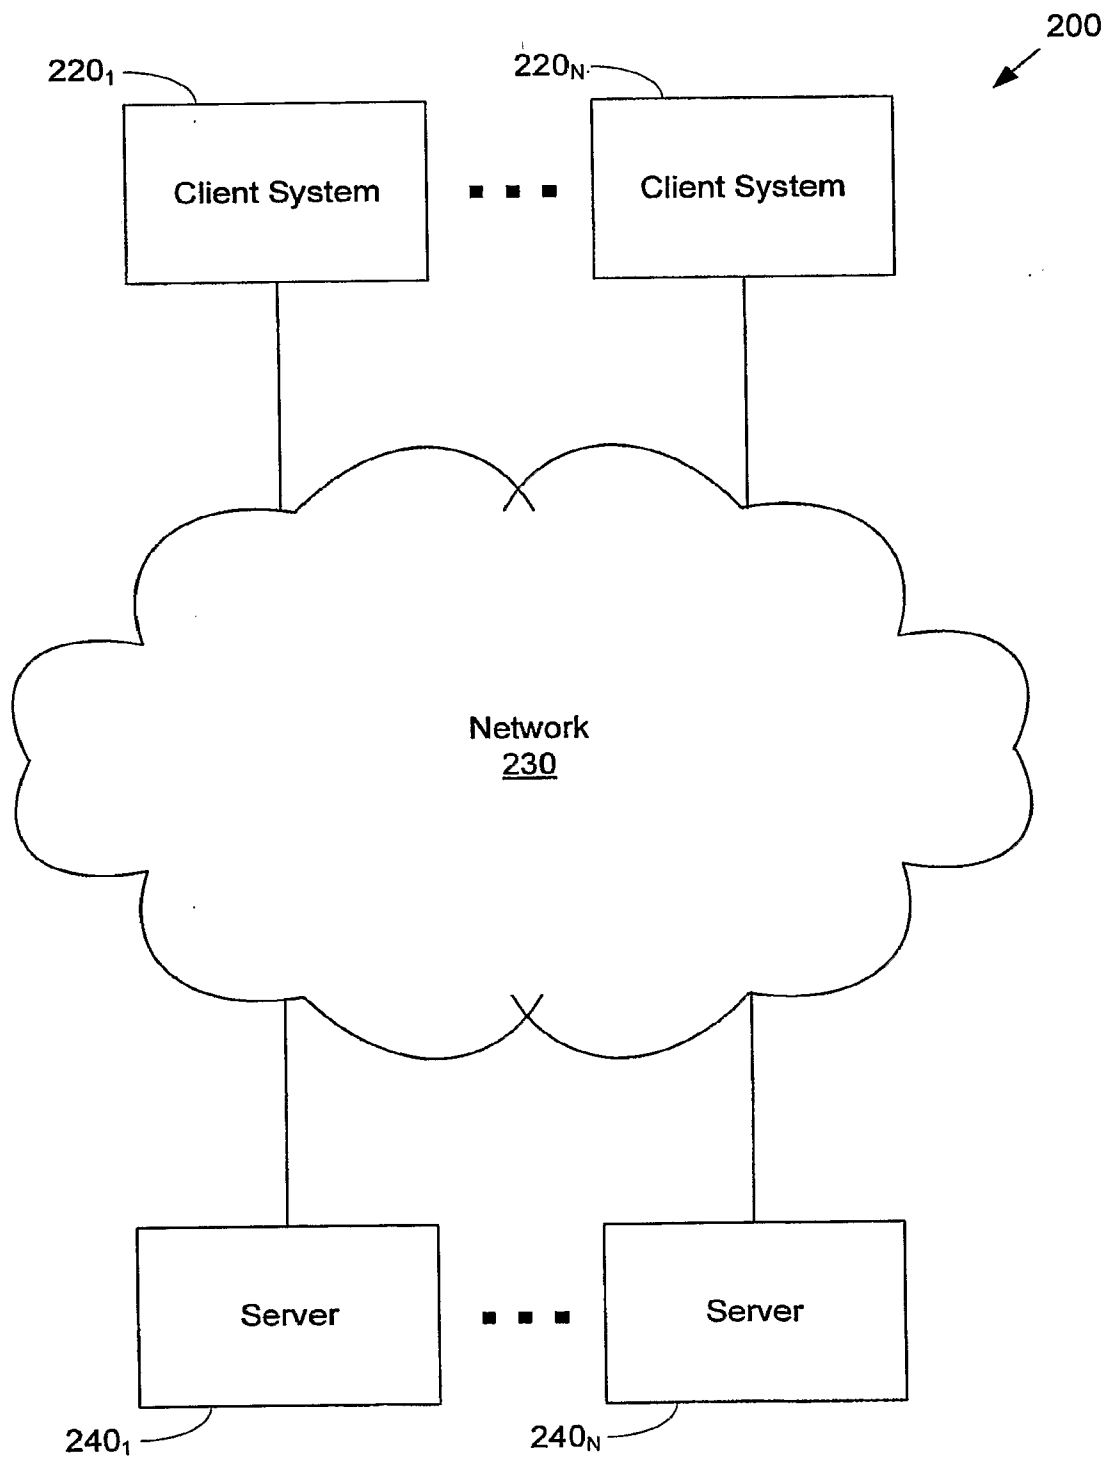 200
220₁
220N
Client System
Client System
Network
230
Server
Server
240₁
240N